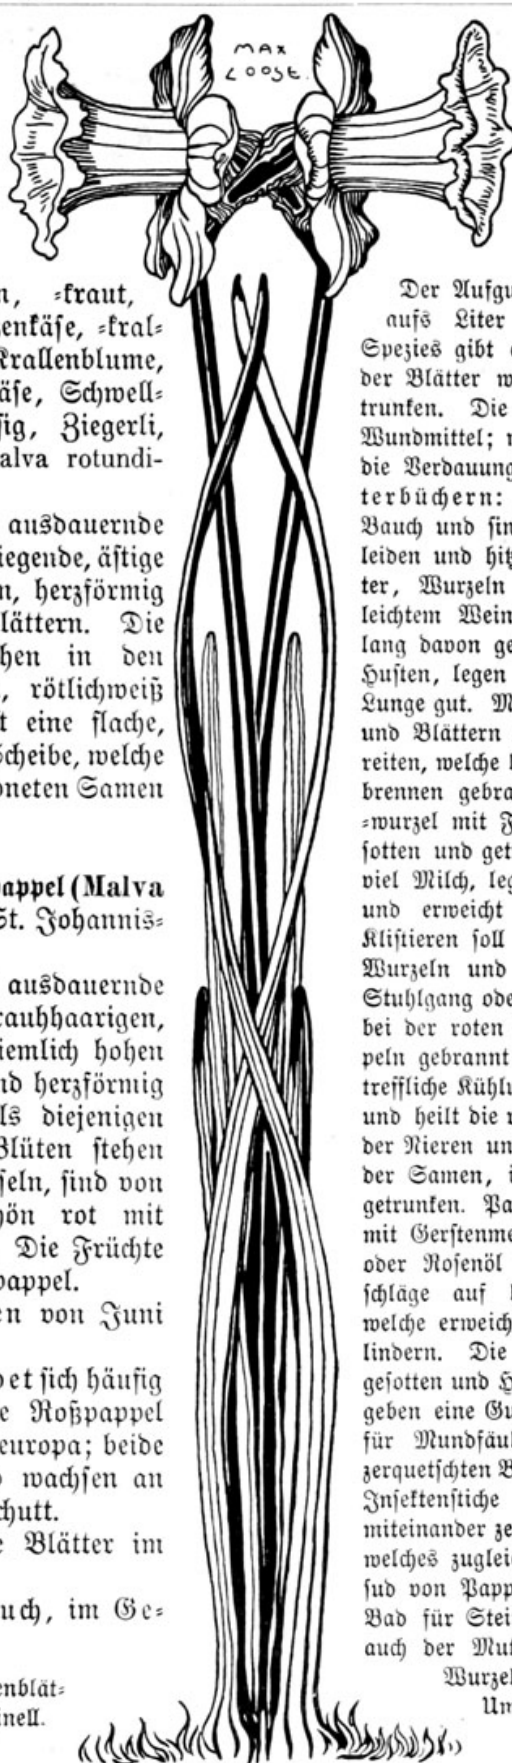 MAX
LOOSE.
n, -kraut,
enkäse, -kral-
Krallenblume,
äse, Schwell-
sig, Ziegerli,
alva rotundi-
ausdauernde
iegende, ästige
n, herzförmig
lättern. Die
hen in den
, rötlichweiß
t eine flache,
Scheibe, welche
oneten Samen
pappel (Malva
St. Johannis-
ausdauernde
rauhhaarigen,
iemlich hohen
nd herzförmig
ls diejenigen
Blüten stehen
seln, sind von
hön rot mit
Die Früchte
pappel.
en von Juni
det sich häufig
e Roßpappel
europa; beide
wachsen an
chutt.
e Blätter im
uch, im Ge-
enblät-
nell.
Der Aufgu
aufs Liter
Spezies gibt
der Blätter w
trunken. Die
Wundmittel;
die Verdauung
terbüchern:
Bauch und sin
leiden und hitz
ter, Wurzeln
leichtem Wein
lang davon ge
Husten, legen
Lunge gut. M
und Blättern
reiten, welche
brennen gebra
-wurzel mit F
sotten und get
viel Milch, leg
und erweicht
Klistieren soll
Wurzeln und
Stuhlgang ode
bei der roten
peln gebrannt
treffliche Kühlu
und heilt die
der Nieren un
der Samen, i
getrunken. Pa
mit Gerstenme
oder Rosenöl
schläge auf
welche erweich
lindern. Die
gesotten und H
geben eine Gu
für Mundfäul
zerquetschten B
Insektenstiche
miteinander ze
welches zuglei
sud von Papp
Bad für Stei
auch der Mut
Wurzel
Um